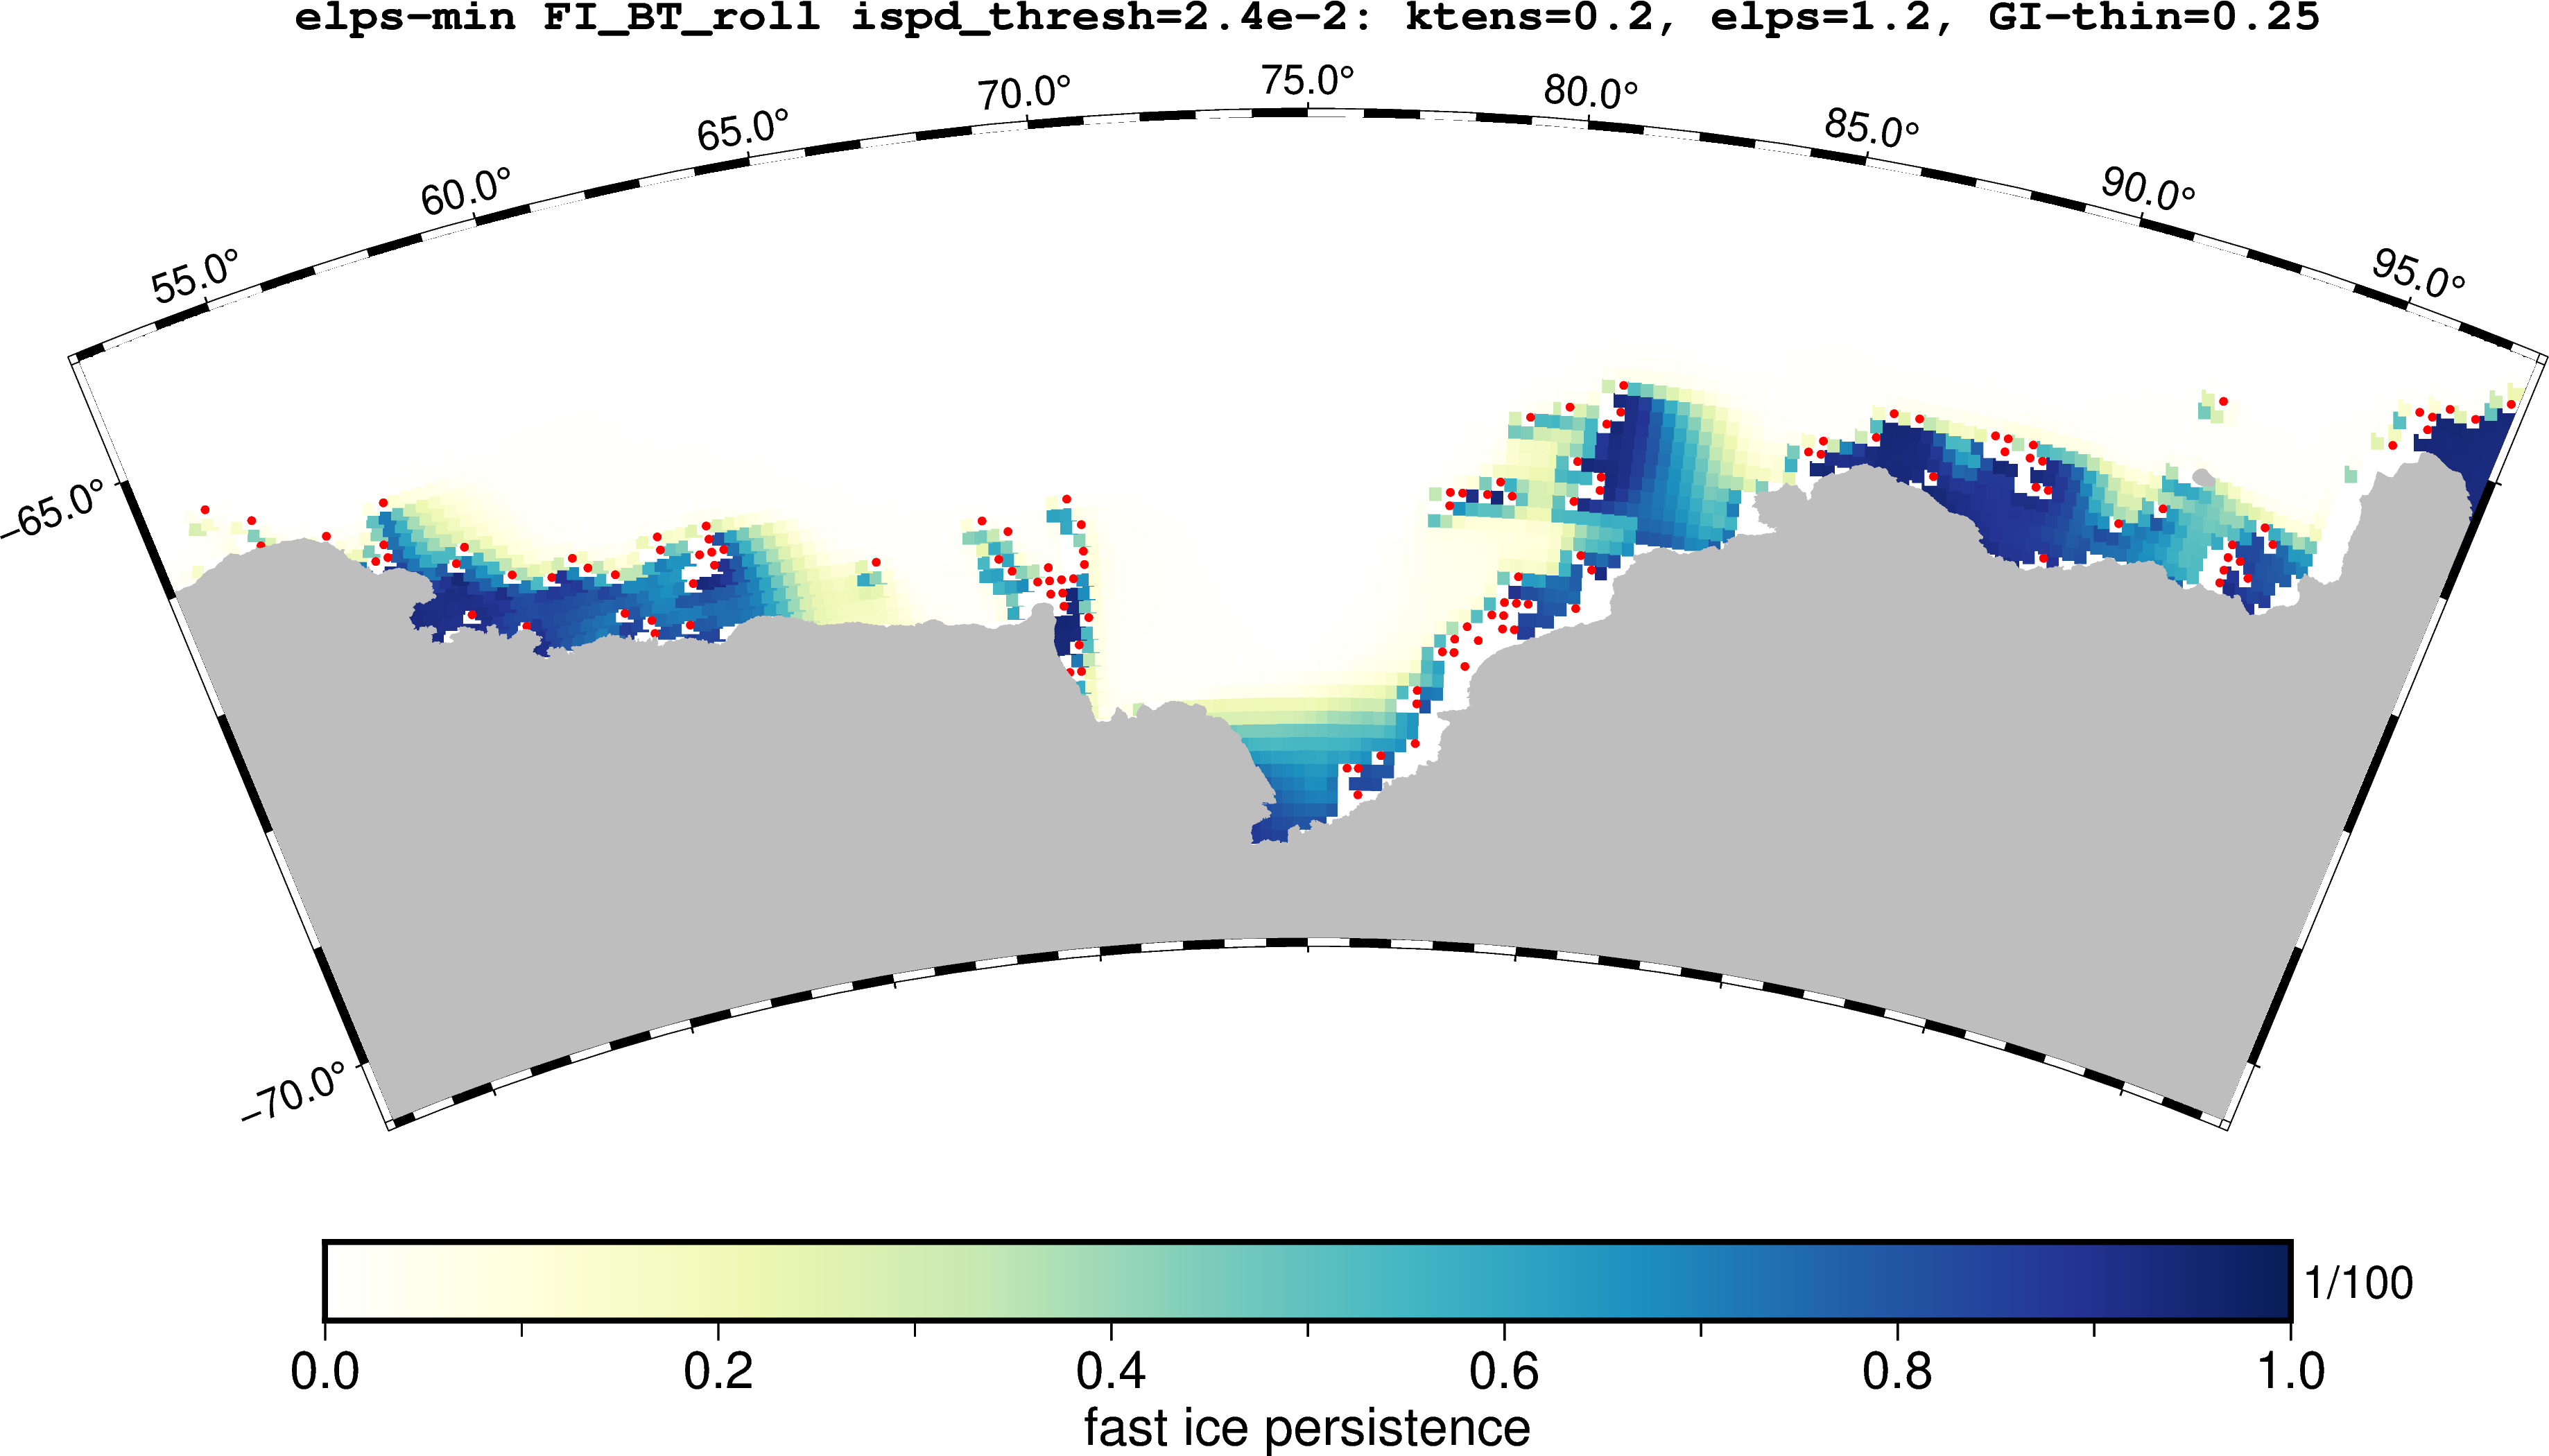 elps-min FI_BT_roll ispd_thresh=2.4e-2: ktens=0.2, elps=1.2, GI-thin=0.25
55.0° 60.0° 65.0° 70.0° 75.0° 80.0° 85.0° 90.0° 95.0°
−65.0°
−70.0°
1/100
0.0 0.2 0.4 0.6 0.8 1.0
fast ice persistence